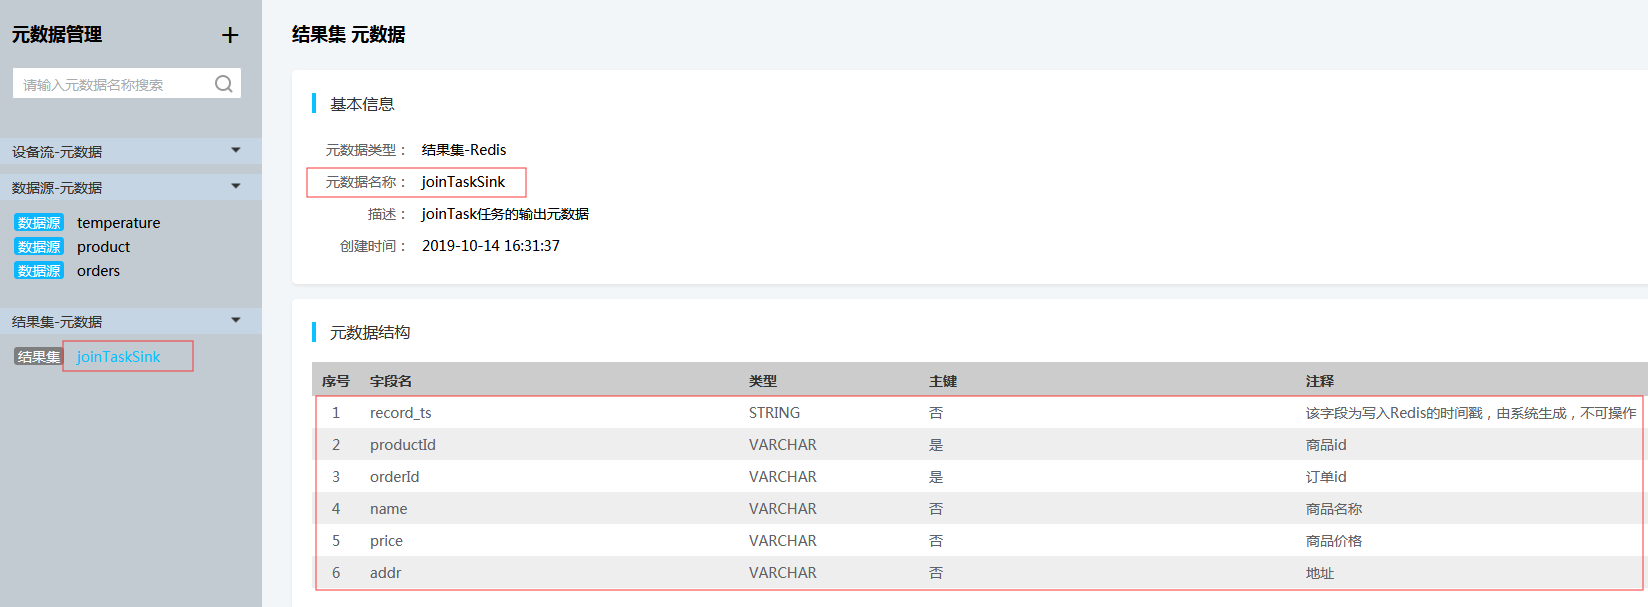 元数据管理
+
请输入元数据名称搜索
设备流-元数据
数据源-元数据
数据源 temperature
数据源 product
数据源 orders
结果集-元数据
结果集 joinTaskSink
结果集 元数据
基本信息
元数据类型： 结果集-Redis
元数据名称： joinTaskSink
描述： joinTask任务的输出元数据
创建时间： 2019-10-14 16:31:37
元数据结构
序号 字段名 类型 主键 注释
1 record_ts STRING 否 该字段为写入Redis的时间戳，由系统生成，不可操作
2 productId VARCHAR 是 商品id
3 orderId VARCHAR 是 订单id
4 name VARCHAR 否 商品名称
5 price VARCHAR 否 商品价格
6 addr VARCHAR 否 地址